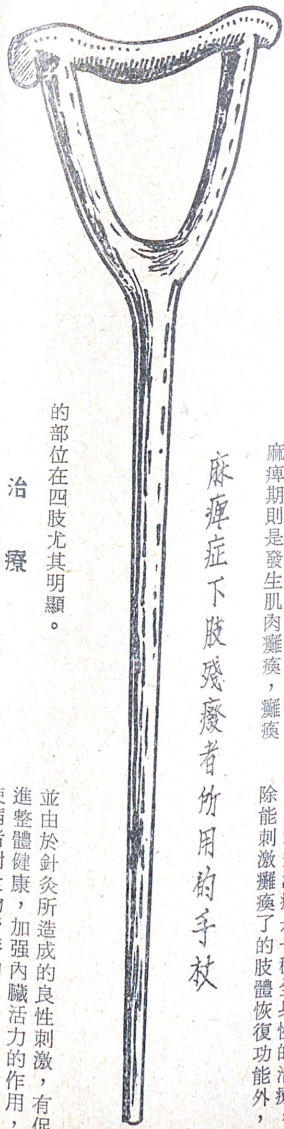 麻痺期則是發生肌肉癱瘓，癱瘓
的部位在四肢尤其明顯。
治療
麻痺症下肢殘廢者所用的手杖
除能刺激癱瘓了的肢體恢復功能外，
並由於針灸所造成的良性刺激，有促
進整體健康，加强內臟活力的作用，